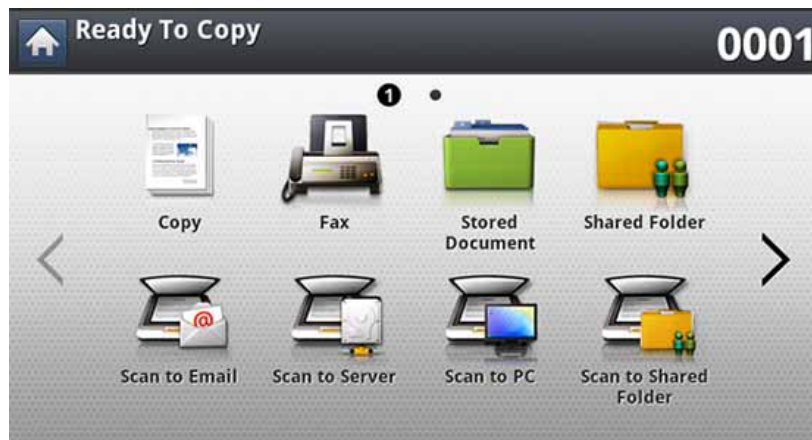 Ready To Copy
0001
1
Copy
Fax
Stored
Document
Shared Folder
@
Scan to Email
Scan to Server
Scan to PC
Scan to Shared
Folder